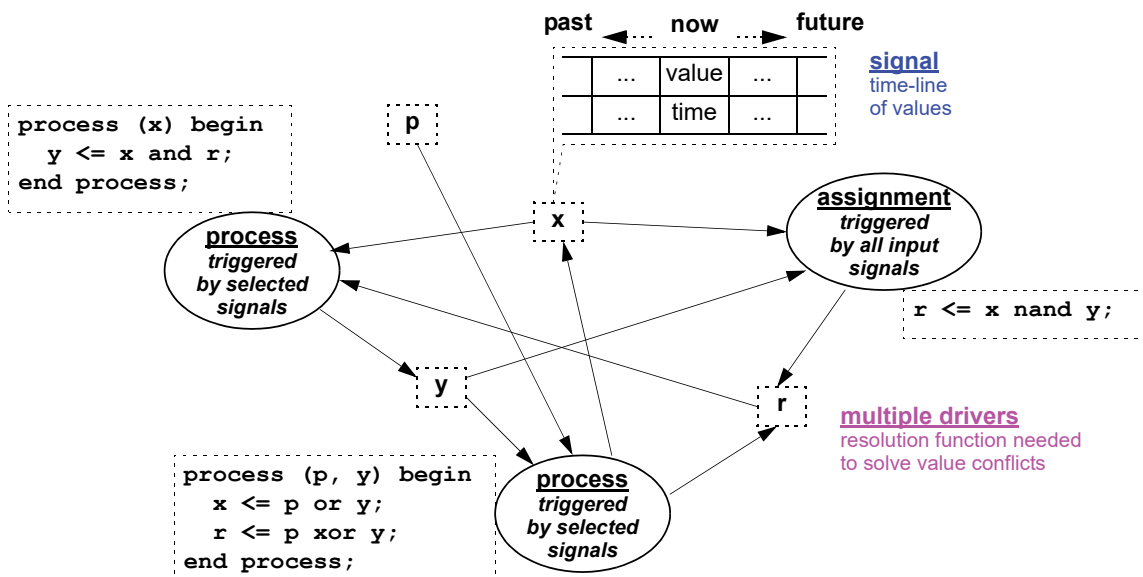 past now future
signal
time-line
of values
... value ...
... time ...
process (x) begin
y <= x and r;
end process;
p
x
assignment
triggered
by all input
signals
process
triggered
by selected
signals
r <= x nand y;
y
r
multiple drivers
resolution function needed
to solve value conflicts
process (p, y) begin
x <= p or y;
r <= p xor y;
end process;
process
triggered
by selected
signals